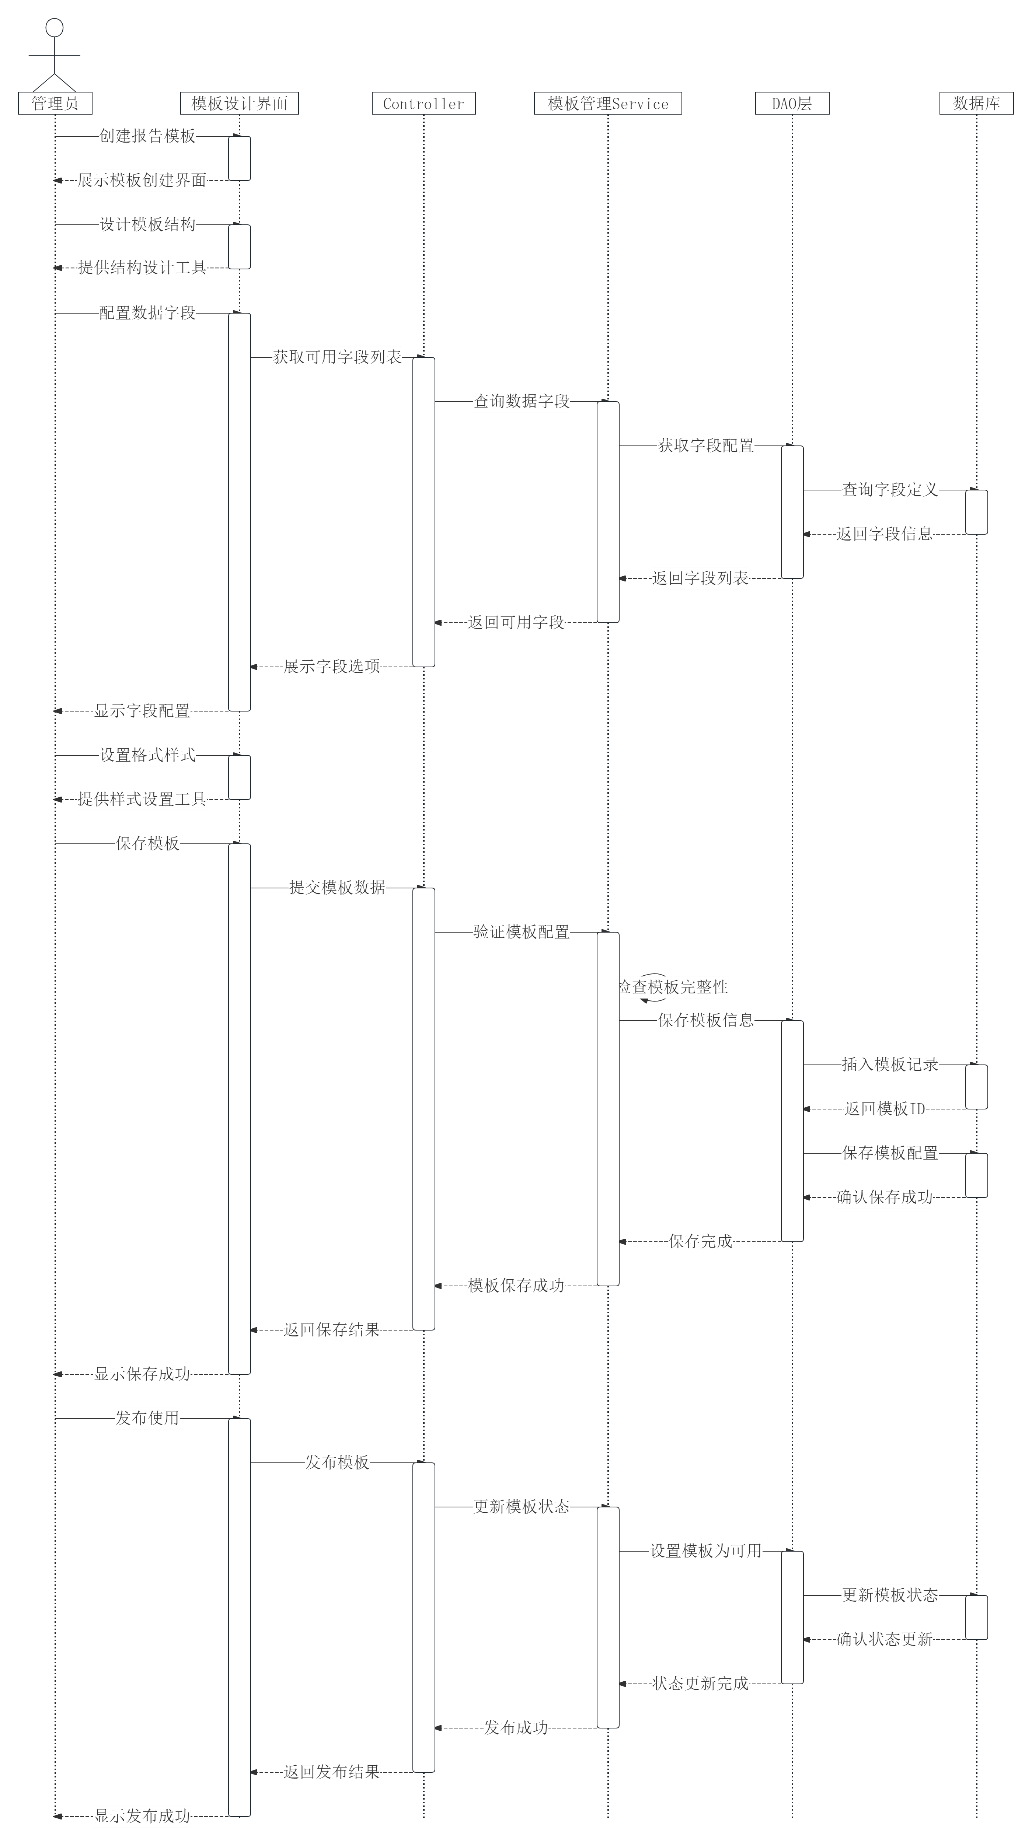 管理员
模板设计界面
Controller
模板管理Service
DAO层
数据库
创建报告模板
展示模板创建界面
设计模板结构
提供结构设计工具
配置数据字段
获取可用字段列表
查询数据字段
获取字段配置
查询字段定义
返回字段信息
返回字段列表
返回可用字段
展示字段选项
显示字段配置
设置格式样式
提供样式设置工具
保存模板
提交模板数据
验证模板配置
检查模板完整性
保存模板信息
插入模板记录
返回模板ID
保存模板配置
确认保存成功
保存完成
模板保存成功
返回保存结果
显示保存成功
发布使用
发布模板
更新模板状态
设置模板为可用
更新模板状态
确认状态更新
状态更新完成
发布成功
返回发布结果
显示发布成功